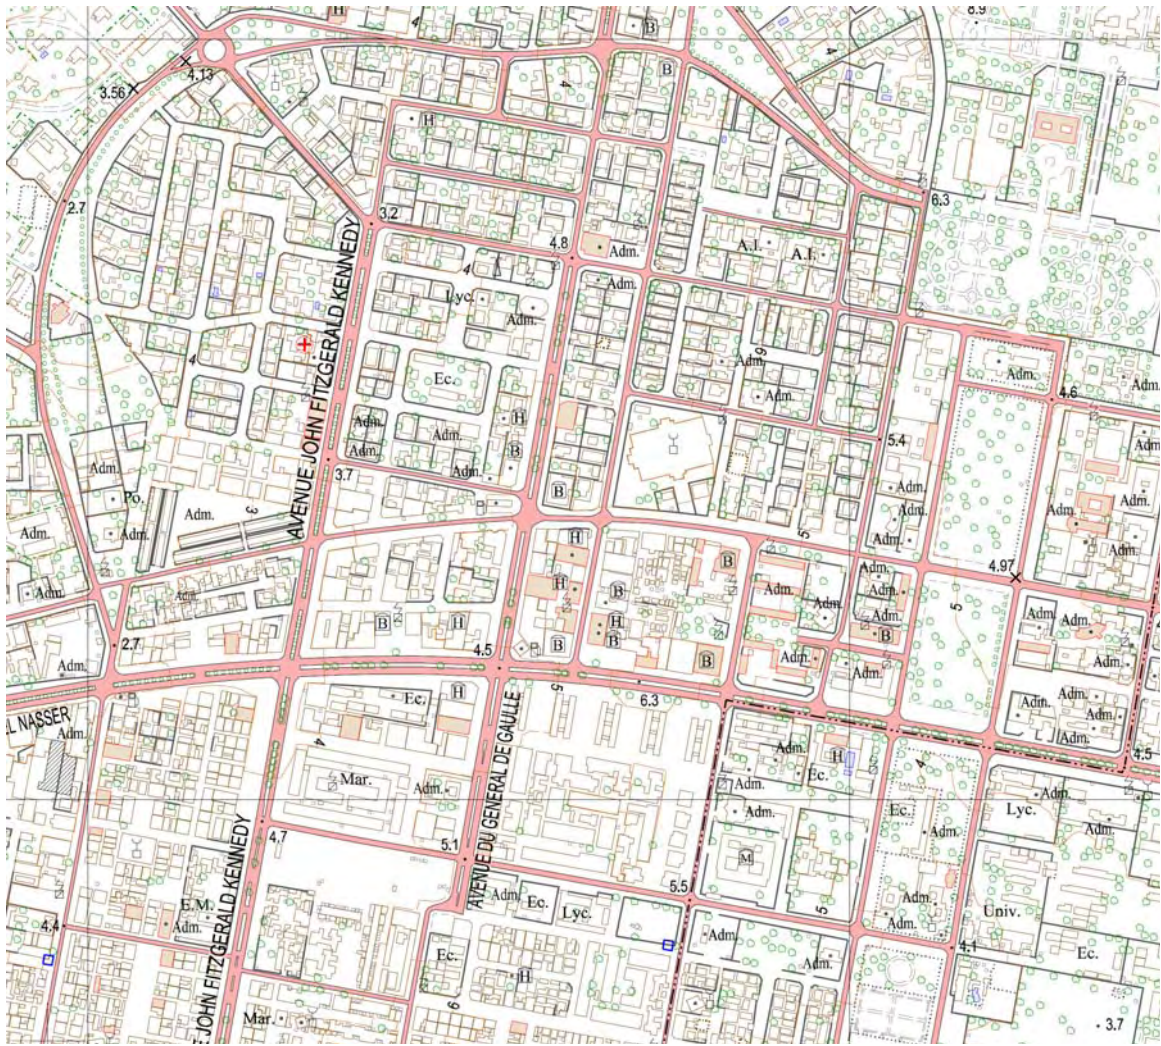 H
4
B
8.9
4
4.13
B
4
3.56
H
2.7
6.3
3.2
4.8
Adm.
A.I.
A.I.
4
Adm.
Lyc.
Adm.
AVENUE JOHN FITZGERALD KENNEDY
4
Adm.
9
Ec.
Adm.
Adm.
4.6
Adm.
Adm.
H
Adm.
Adm.
B
5.4
Adm.
Adm.
Adm.
3.7
Adm.
Po.
B
Adm.
Adm.
Adm.
Adm.
3
Adm.
Adm.
H
5
Adm.
Adm.
B
4.97
Adm.
Adm.
Adm.
H
B
Adm.
5
Adm.
Adm.
Adm.
B
H
H
Adm.
B
2.7
4.5
B
B
B
Adm.
Adm.
Adm.
Adm.
5
6.3
Ec.
H
Adm.
Adm.
Adm.
EL NASSER
Adm.
4
Adm.
H
4.5
Mar.
Adm.
Adm.
Ec.
4
AVENUE DU GENERAL DE GAULLE
Adm.
Ec.
Lyc.
Adm.
Adm.
4.7
Adm.
5.1
M
AVENUE JOHN FITZGERALD KENNEDY
5.5
Adm.
Ec.
Lyc.
E.M.
Adm.
5
Adm.
Adm.
Univ.
4.4
Adm.
Adm.
4.1
Ec.
Ec.
Adm.
H
6
Mar.
3.7